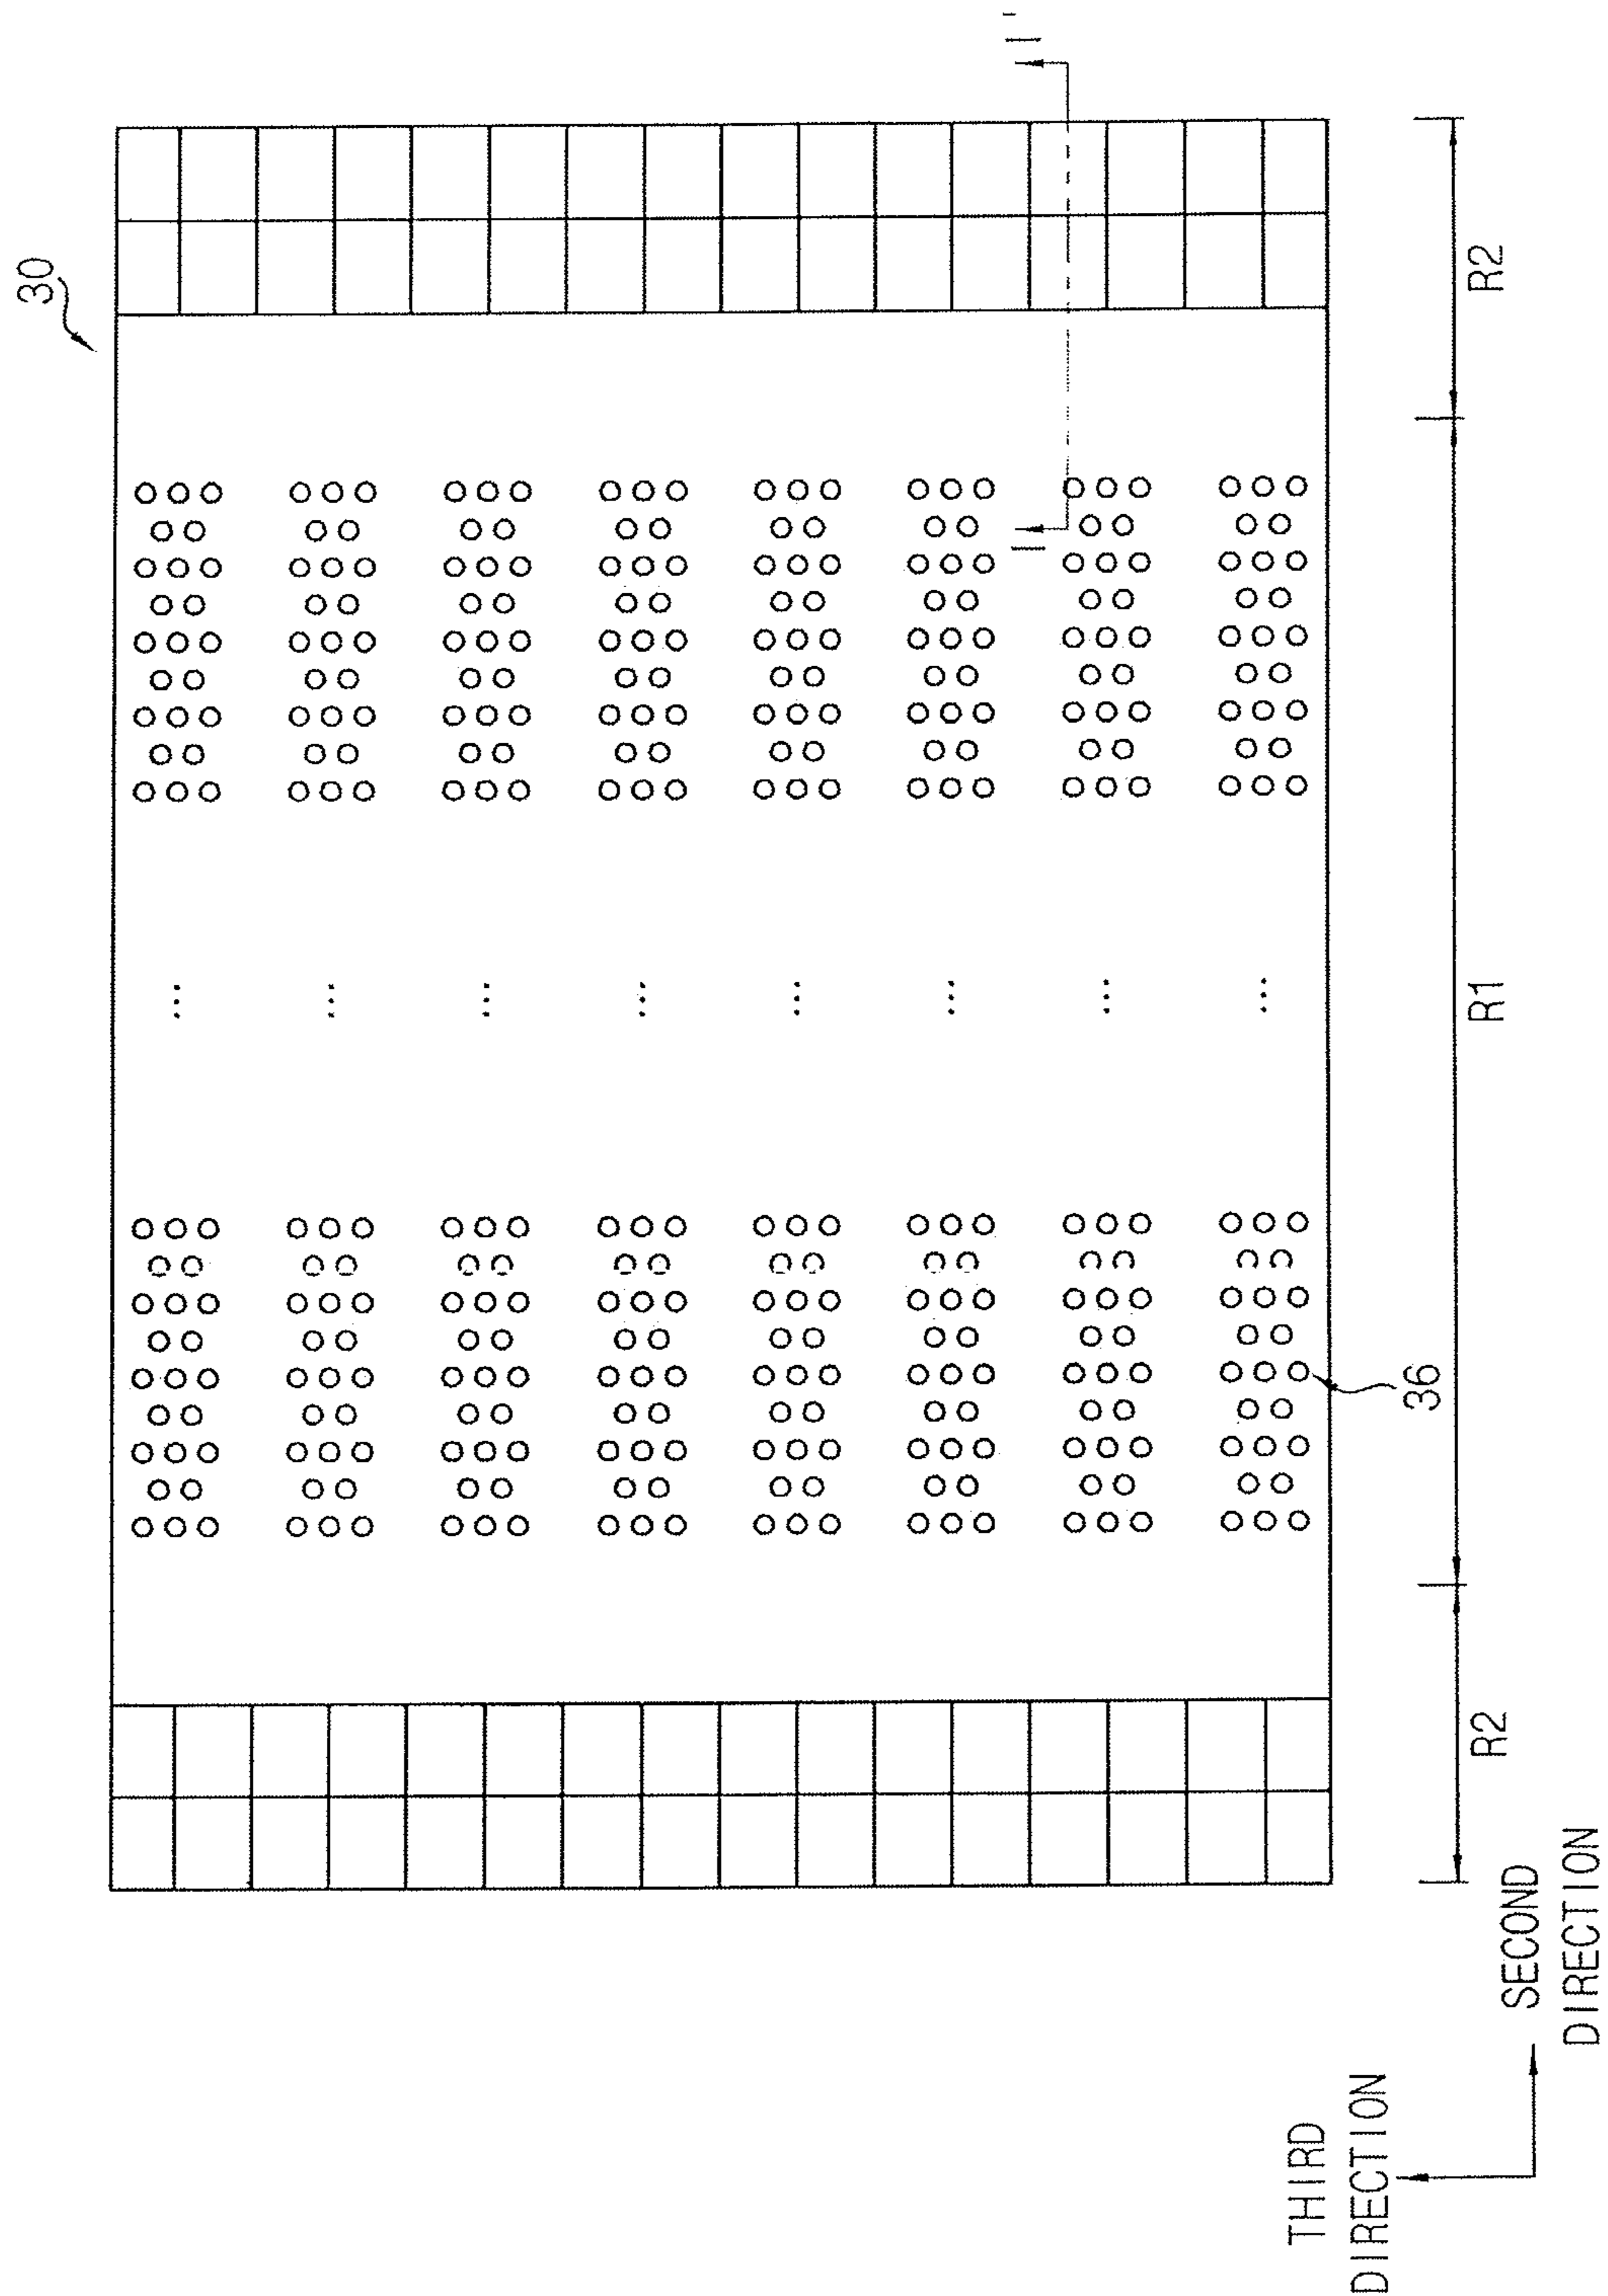 30
I
I'
R2
R1
R2
36
THIRD
DIRECTION
SECOND
DIRECTION